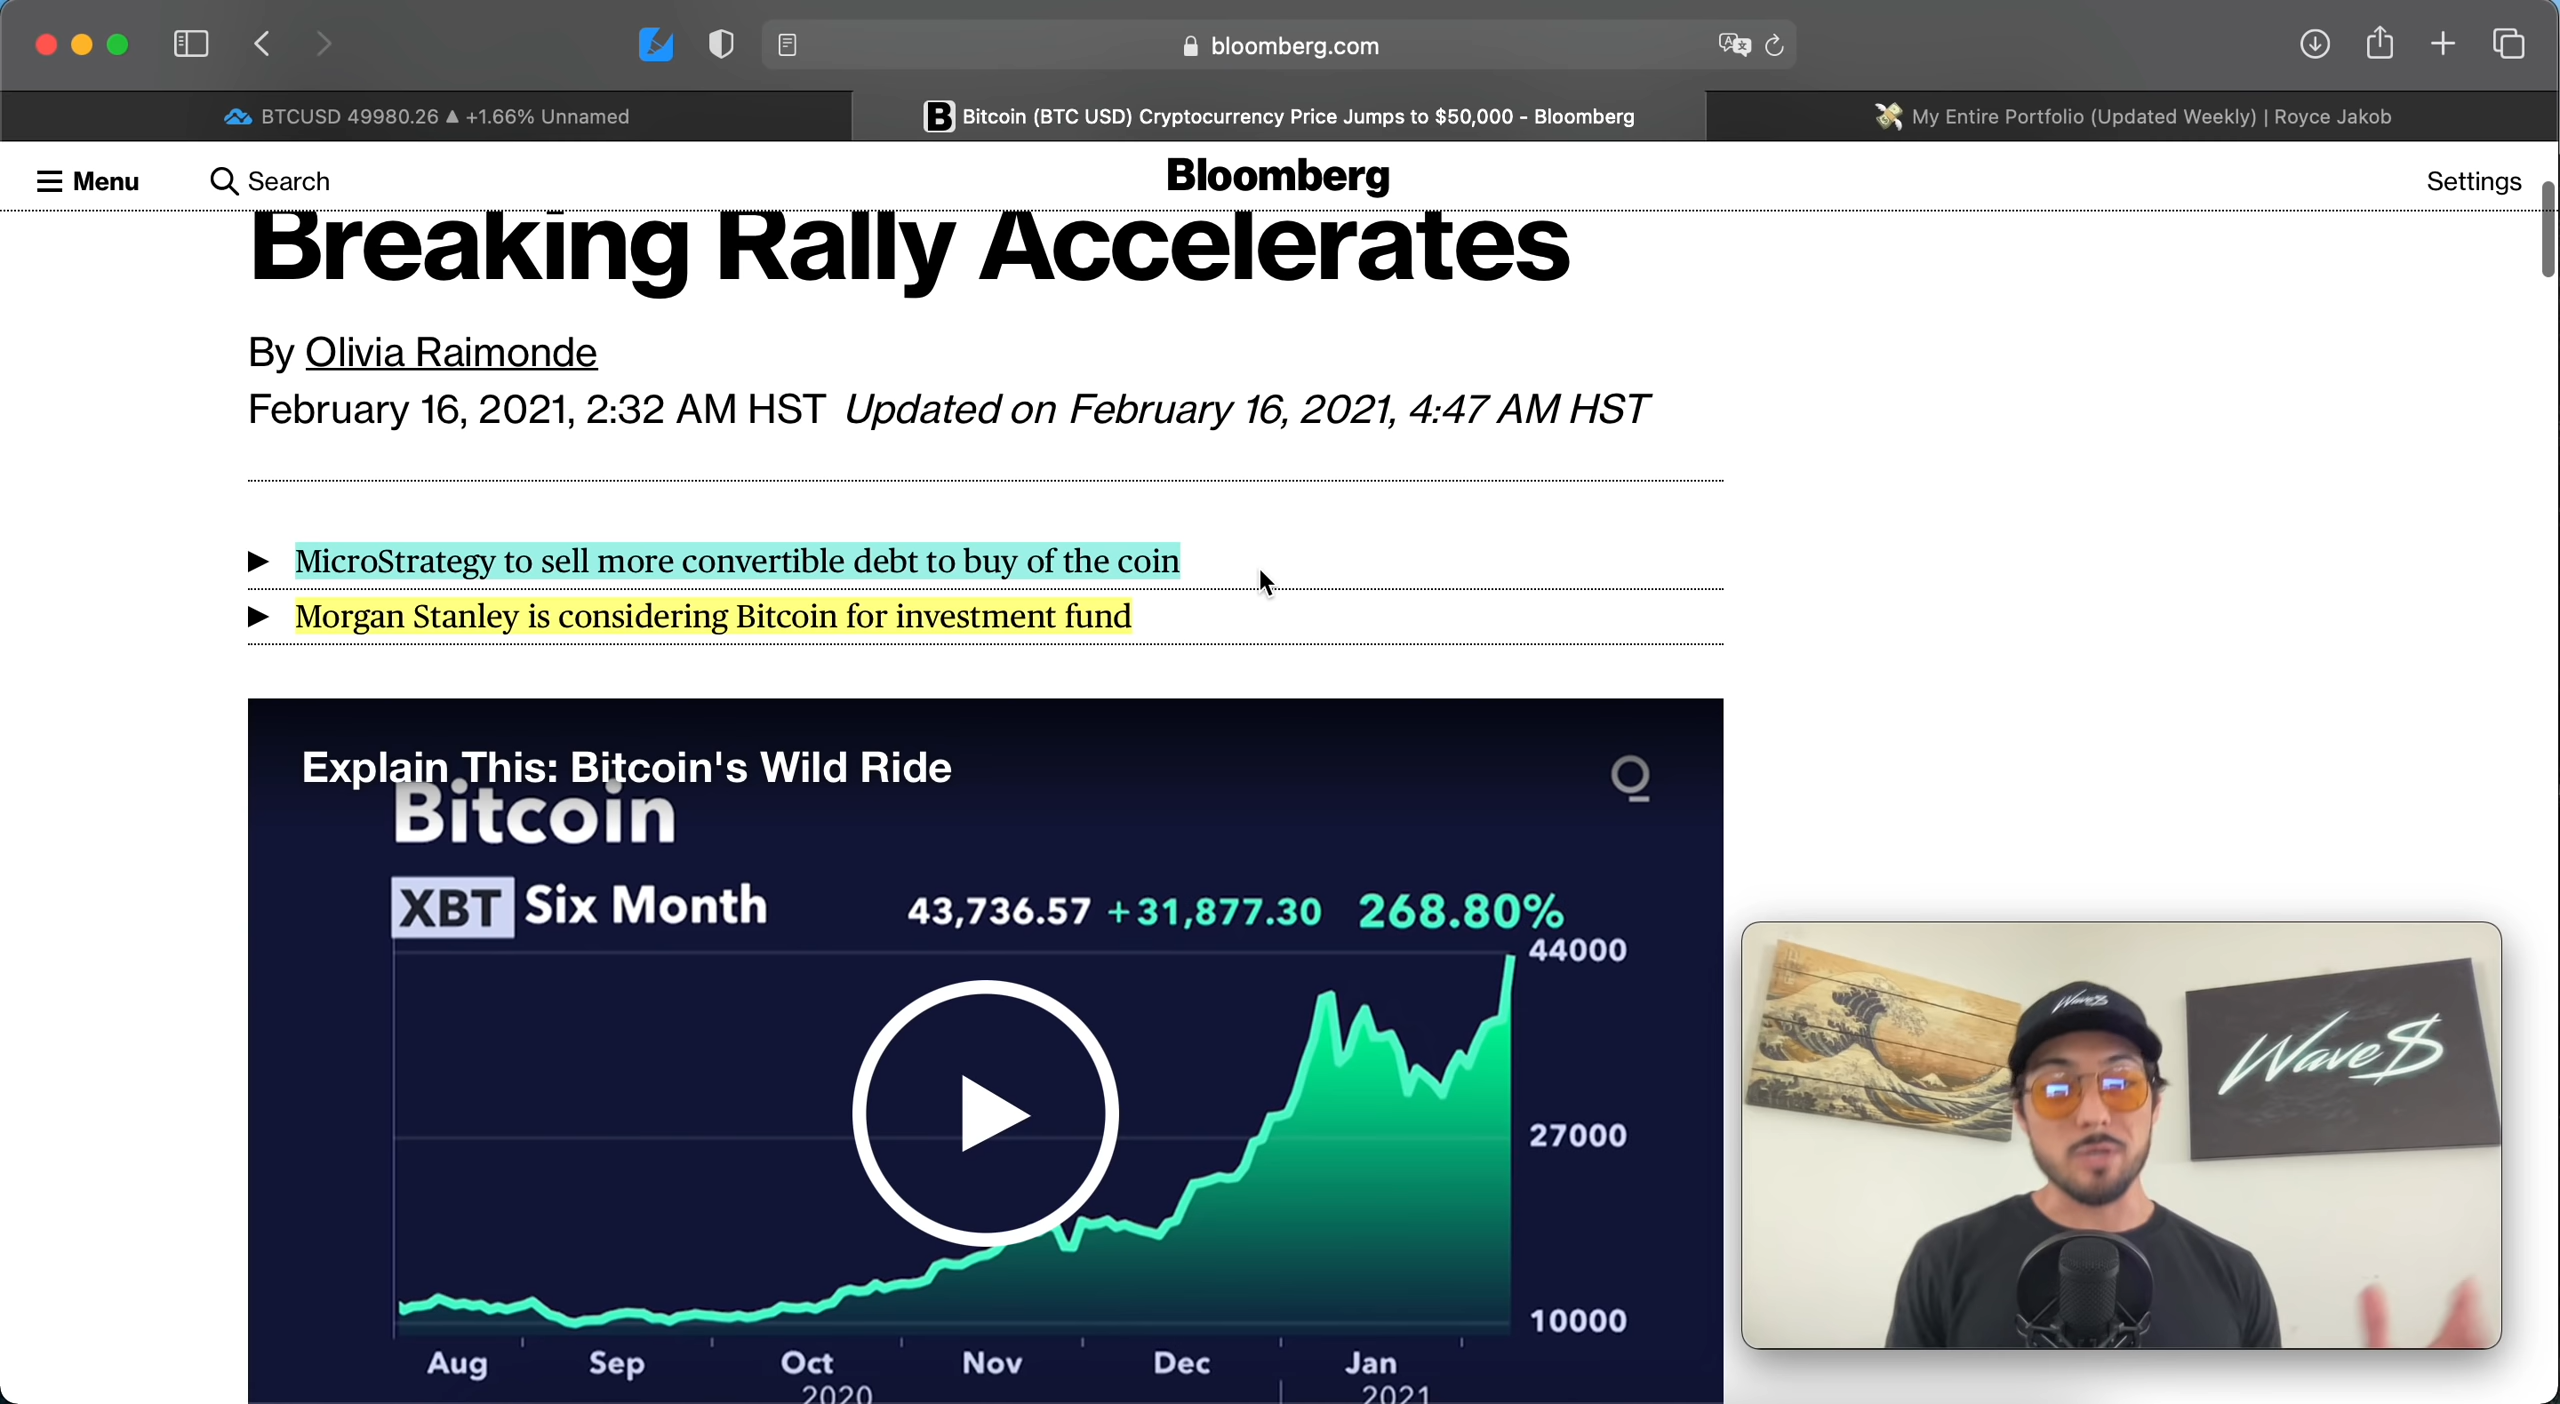 bloomberg.com
BTCUSD 49980.26 ▲ +1.66% Unnamed
B Bitcoin (BTC USD) Cryptocurrency Price Jumps to $50,000 - Bloomberg
My Entire Portfolio (Updated Weekly) | Royce Jakob
Menu
Search
Bloomberg
Settings
Breaking Rally Accelerates
By Olivia Raimonde
February 16, 2021, 2:32 AM HST Updated on February 16, 2021, 4:47 AM HST
MicroStrategy to sell more convertible debt to buy of the coin
Morgan Stanley is considering Bitcoin for investment fund
Explain This: Bitcoin's Wild Ride
Bitcoin
XBT Six Month 43,736.57 +31,877.30 268.80%
44000
27000
10000
Aug Sep Oct Nov Dec Jan
2020 2021
Wave$
Wave$